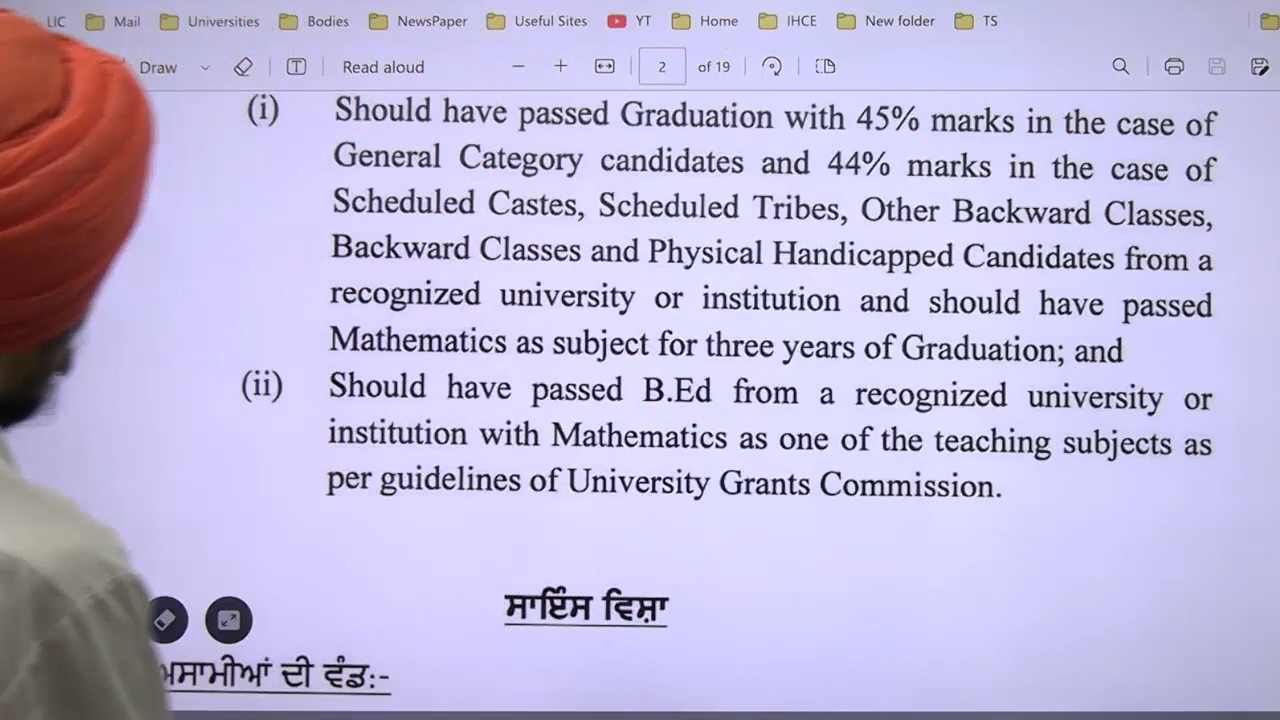 LIC Mail Universities Bodies NewsPaper Useful Sites YT Home IHCE New folder TS
Draw Read aloud 2 of 19
(i) Should have passed Graduation with 45% marks in the case of
General Category candidates and 44% marks in the case of
Scheduled Castes, Scheduled Tribes, Other Backward Classes,
Backward Classes and Physical Handicapped Candidates from a
recognized university or institution and should have passed
Mathematics as subject for three years of Graduation; and
(ii) Should have passed B.Ed from a recognized university or
institution with Mathematics as one of the teaching subjects as
per guidelines of University Grants Commission.
ਸਾਇੰਸ ਵਿਸ਼ਾ
ਅਸਾਮੀਆਂ ਦੀ ਵੰਡ:-